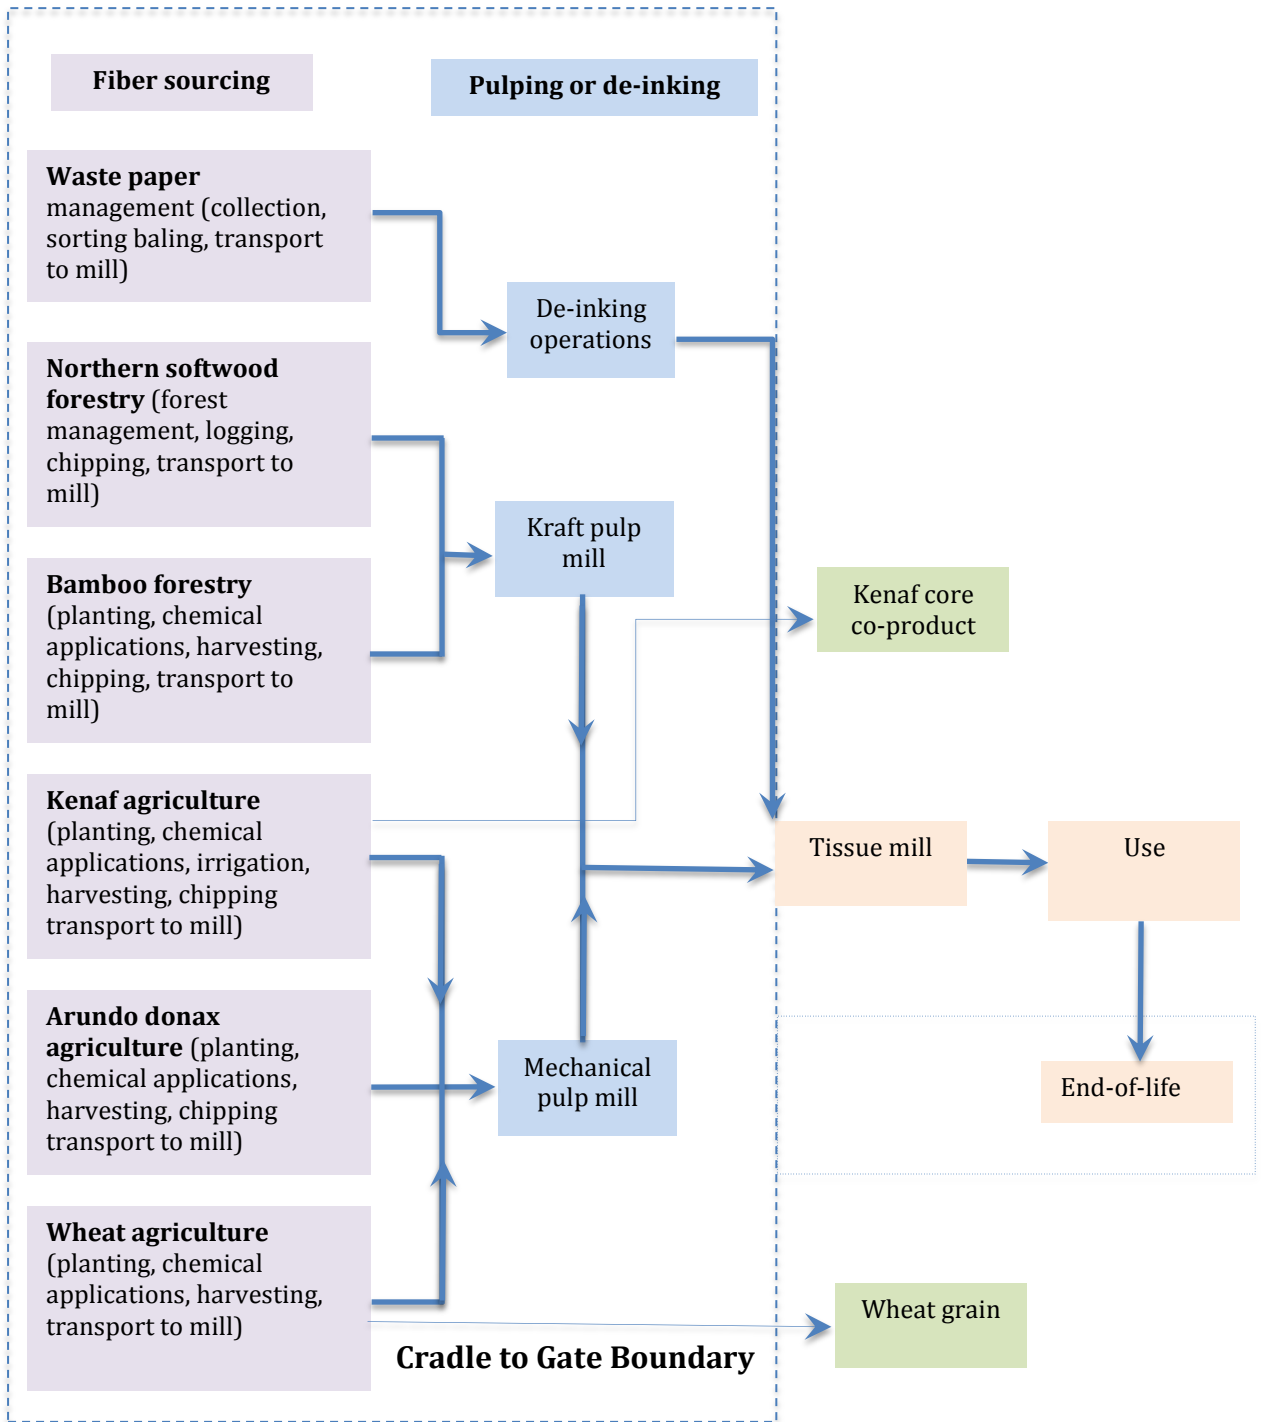 Fiber sourcing
Pulping or de-inking
Waste paper
management (collection,
sorting baling, transport
to mill)
De-inking
operations
Northern softwood
forestry (forest
management, logging,
chipping, transport to
mill)
Kraft pulp
mill
Bamboo forestry
(planting, chemical
applications, harvesting,
chipping, transport to
mill)
Kenaf core
co-product
Kenaf agriculture
(planting, chemical
applications, irrigation,
harvesting, chipping
transport to mill)
Tissue mill
Use
Arundo donax
agriculture (planting,
chemical applications,
harvesting, chipping
transport to mill)
Mechanical
pulp mill
End-of-life
Wheat agriculture
(planting, chemical
applications, harvesting,
transport to mill)
Wheat grain
Cradle to Gate Boundary